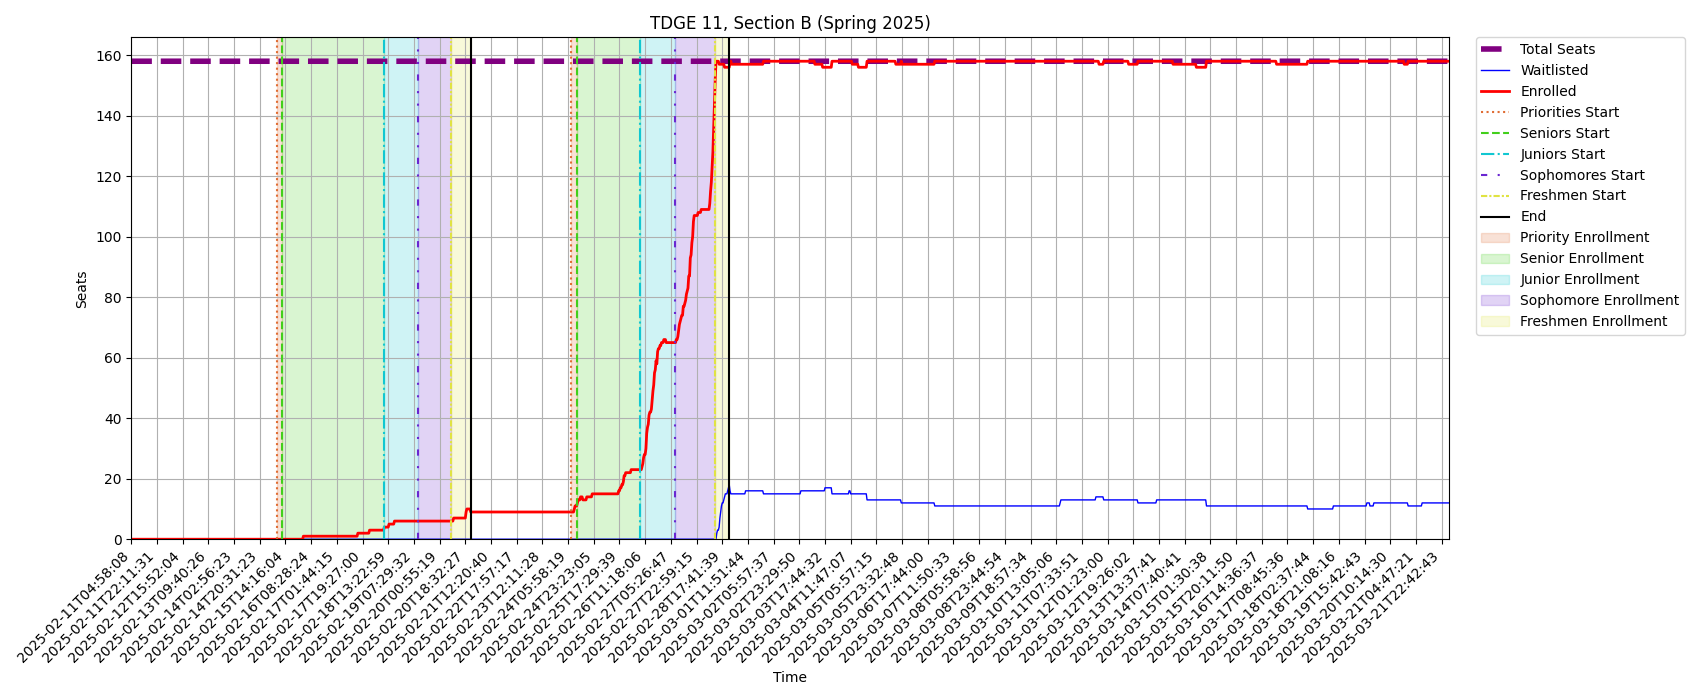 TDGE 11, Section B (Spring 2025)
Seats
160
140
120
100
80
60
40
20
0
2025-02-11T04:58:08
2025-02-11T22:11:31
2025-02-12T15:52:04
2025-02-13T09:40:26
2025-02-14T02:56:23
2025-02-14T20:31:23
2025-02-15T14:16:04
2025-02-16T08:28:24
2025-02-17T01:44:15
2025-02-17T19:27:00
2025-02-18T13:22:59
2025-02-19T07:29:32
2025-02-20T00:55:19
2025-02-20T18:32:27
2025-02-21T12:20:40
2025-02-22T17:57:17
2025-02-23T12:11:28
2025-02-24T05:58:19
2025-02-24T23:23:05
2025-02-25T17:29:39
2025-02-26T11:18:06
2025-02-27T05:26:47
2025-02-27T22:59:15
2025-02-28T17:41:39
2025-03-01T11:51:44
2025-03-02T05:57:37
2025-03-02T23:29:50
2025-03-03T17:44:32
2025-03-04T11:47:07
2025-03-05T05:57:15
2025-03-05T23:32:48
2025-03-06T17:44:00
2025-03-07T11:50:33
2025-03-08T05:58:56
2025-03-08T23:44:54
2025-03-09T18:57:34
2025-03-10T13:05:06
2025-03-11T07:33:51
2025-03-12T01:23:00
2025-03-12T19:26:02
2025-03-13T13:37:41
2025-03-14T07:40:41
2025-03-15T01:30:38
2025-03-15T20:11:50
2025-03-16T14:36:37
2025-03-17T08:45:36
2025-03-18T02:37:44
2025-03-18T21:08:16
2025-03-19T15:42:43
2025-03-20T10:14:30
2025-03-21T04:47:21
2025-03-21T22:42:43
Time
Total Seats
Waitlisted
Enrolled
Priorities Start
Seniors Start
Juniors Start
Sophomores Start
Freshmen Start
End
Priority Enrollment
Senior Enrollment
Junior Enrollment
Sophomore Enrollment
Freshmen Enrollment